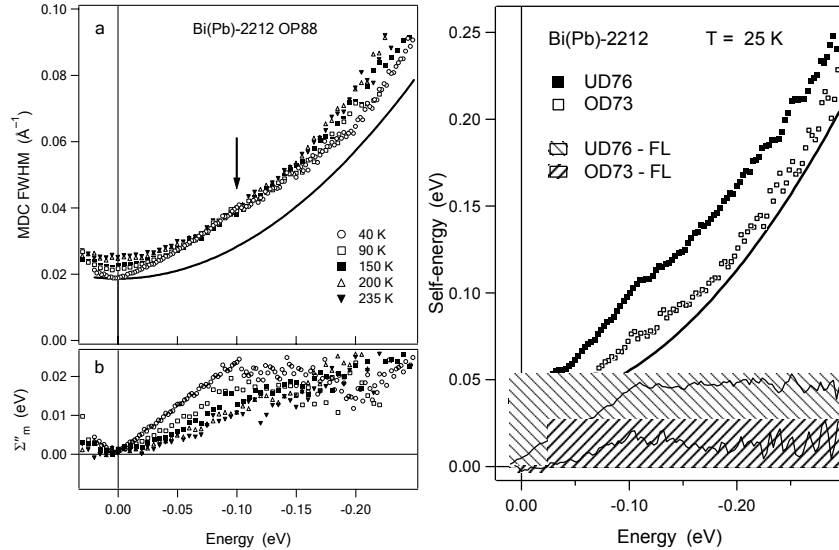 a
Bi(Pb)-2212 OP88
0.10
0.08
0.06
0.04
0.02
0.00
MDC FWHM (Å⁻¹)
40 K
90 K
150 K
200 K
235 K
b
0.02
0.01
0.00
Σ″ₘ (eV)
0.00 -0.05 -0.10 -0.15 -0.20
Energy (eV)
Bi(Pb)-2212 T = 25 K
UD76
OD73
UD76 - FL
OD73 - FL
0.25
0.20
0.15
0.10
0.05
0.00
Self-energy (eV)
0.00 -0.10 -0.20
Energy (eV)